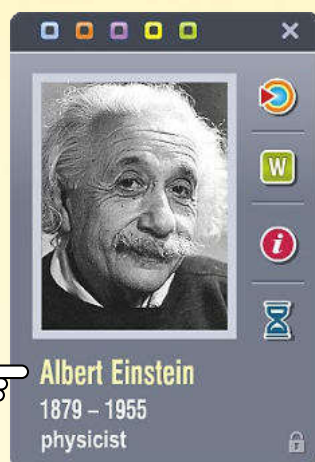 W
i
Albert Einstein
1879 – 1955
physicist